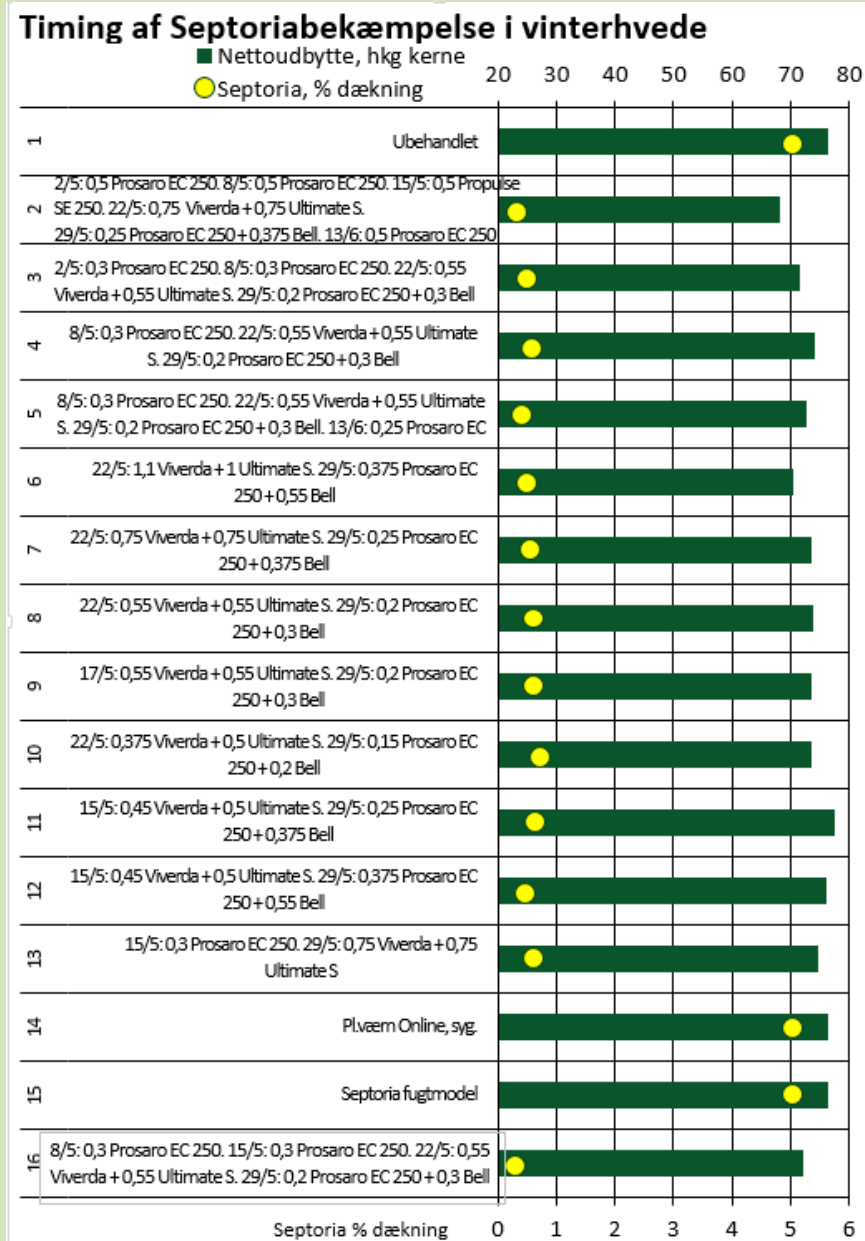 Timing af Septoriabekæmpelse i vinterhvede
Nettoudbytte, hkg kerne
20 30 40 50 60 70 80
Septoria, % dækning
1 Ubehandlet
2/5: 0,5 Prosaro EC 250. 8/5: 0,5 Prosaro EC 250. 15/5: 0,5 Propulse
2 SE 250. 22/5: 0,75 Viverda + 0,75 Ultimate S.
29/5: 0,25 Prosaro EC 250 + 0,375 Bell. 13/6: 0,5 Prosaro EC 250
3 2/5: 0,3 Prosaro EC 250. 8/5: 0,3 Prosaro EC 250. 22/5: 0,55
Viverda + 0,55 Ultimate S. 29/5: 0,2 Prosaro EC 250 + 0,3 Bell
4 8/5: 0,3 Prosaro EC 250. 22/5: 0,55 Viverda + 0,55 Ultimate
S. 29/5: 0,2 Prosaro EC 250 + 0,3 Bell
5 8/5: 0,3 Prosaro EC 250. 22/5: 0,55 Viverda + 0,55 Ultimate
S. 29/5: 0,2 Prosaro EC 250 + 0,3 Bell. 13/6: 0,25 Prosaro EC
6 22/5: 1,1 Viverda + 1 Ultimate S. 29/5: 0,375 Prosaro EC
250 + 0,55 Bell
7 22/5: 0,75 Viverda + 0,75 Ultimate S. 29/5: 0,25 Prosaro EC
250 + 0,375 Bell
8 22/5: 0,55 Viverda + 0,55 Ultimate S. 29/5: 0,2 Prosaro EC
250 + 0,3 Bell
9 17/5: 0,55 Viverda + 0,55 Ultimate S. 29/5: 0,2 Prosaro EC
250 + 0,3 Bell
10 22/5: 0,375 Viverda + 0,5 Ultimate S. 29/5: 0,15 Prosaro EC
250 + 0,2 Bell
11 15/5: 0,45 Viverda + 0,5 Ultimate S. 29/5: 0,25 Prosaro EC
250 + 0,375 Bell
12 15/5: 0,45 Viverda + 0,5 Ultimate S. 29/5: 0,375 Prosaro EC
250 + 0,55 Bell
13 15/5: 0,3 Prosaro EC 250. 29/5: 0,75 Viverda + 0,75
Ultimate S
14 Pl.værn Online, syg.
15 Septoria fugtmodel
16 8/5: 0,3 Prosaro EC 250. 15/5: 0,3 Prosaro EC 250. 22/5: 0,55
Viverda + 0,55 Ultimate S. 29/5: 0,2 Prosaro EC 250 + 0,3 Bell
Septoria % dækning 0 1 2 3 4 5 6